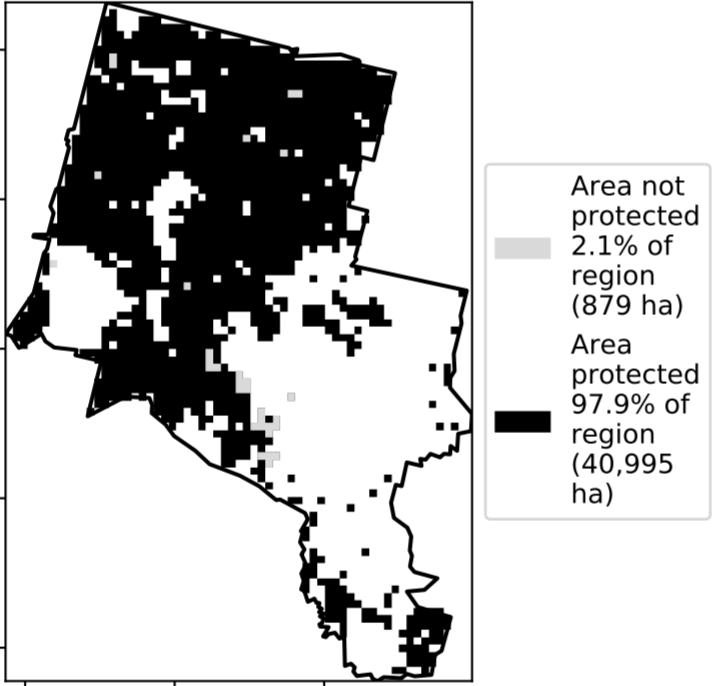 Area not
protected
2.1% of
region
(879 ha)
Area
protected
97.9% of
region
(40,995
ha)